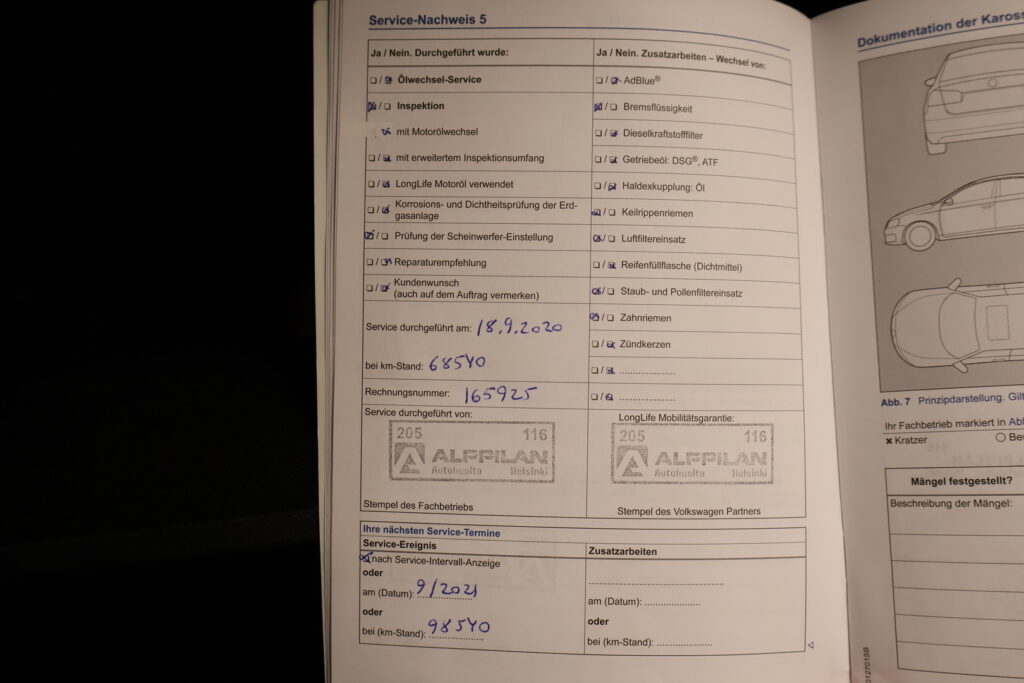 Service-Nachweis 5
Ja / Nein. Durchgeführt wurde:
☐ / ☒ Ölwechsel-Service
☒ / ☐ Inspektion
☒ mit Motorölwechsel
☐ / ☒ mit erweitertem Inspektionsumfang
☐ / ☒ LongLife Motoröl verwendet
☐ / ☒ Korrosions- und Dichtheitsprüfung der Erd-
gasanlage
☒ / ☐ Prüfung der Scheinwerfer-Einstellung
☐ / ☒ Reparaturempfehlung
☐ / ☒ Kundenwunsch
(auch auf dem Auftrag vermerken)
Service durchgeführt am: 18.9.2020
bei km-Stand: 68540
Rechnungsnummer: 165925
Service durchgeführt von:
205 116
ALPPILAN
Autohuolto Helsinki
Stempel des Fachbetriebs
Ja / Nein. Zusatzarbeiten – Wechsel von:
☐ / ☒ AdBlue®
☒ / ☐ Bremsflüssigkeit
☐ / ☒ Dieselkraftstofffilter
☐ / ☒ Getriebeöl: DSG®, ATF
☐ / ☒ Haldexkupplung: Öl
☒ / ☐ Keilrippenriemen
☒ / ☐ Luftfiltereinsatz
☐ / ☒ Reifenfüllflasche (Dichtmittel)
☒ / ☐ Staub- und Pollenfiltereinsatz
☒ / ☐ Zahnriemen
☐ / ☒ Zündkerzen
☐ / ☒ .....................
☐ / ☒ .....................
LongLife Mobilitätsgarantie:
205 116
ALPPILAN
Autohuolto Helsinki
Stempel des Volkswagen Partners
Ihre nächsten Service-Termine
Service-Ereignis
☒ nach Service-Intervall-Anzeige
oder
am (Datum): 9/2021
oder
bei (km-Stand): 98540
Zusatzarbeiten
..................................................
am (Datum): .....................
oder
bei (km-Stand): .....................
Dokumentation der Kaross
Abb. 7 Prinzipdarstellung. Gilt
Ihr Fachbetrieb markiert in Ab
✖ Kratzer
○ Be
Mängel festgestellt?
Beschreibung der Mängel:
012701SB